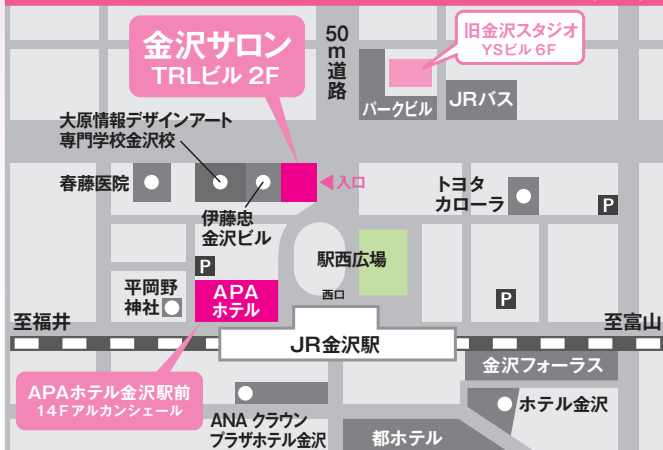 金沢サロン
TRLビル 2F
50m道路
旧金沢スタジオ
YSビル 6F
パークビル
JRバス
大原情報デザインアート
専門学校金沢校
春藤医院
入口
伊藤忠
金沢ビル
トヨタ
カローラ
P
P
駅西広場
平岡野
神社
APA
ホテル
西口
P
至福井
至富山
JR金沢駅
金沢フォーラス
APAホテル金沢駅前
14Fアルカンシェール
ホテル金沢
ANA クラウン
プラザホテル金沢
都ホテル